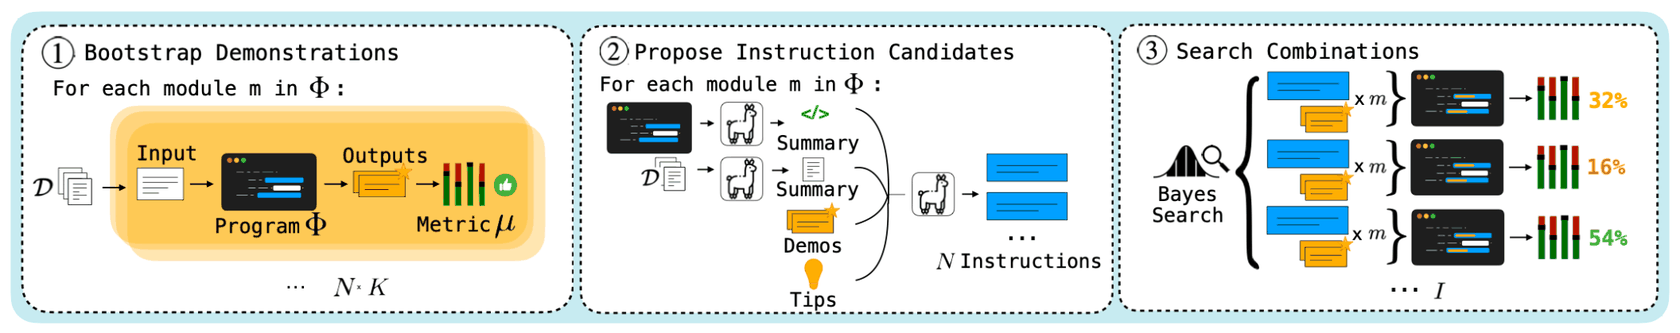 1 Bootstrap Demonstrations
For each module m in Φ :
D
Input
Program Φ
Outputs
Metric μ
... N · K
2 Propose Instruction Candidates
For each module m in Φ :
</>
Summary
D
Summary
Demos
Tips
...
N Instructions
3 Search Combinations
Bayes
Search
x m
32%
x m
16%
x m
54%
... I